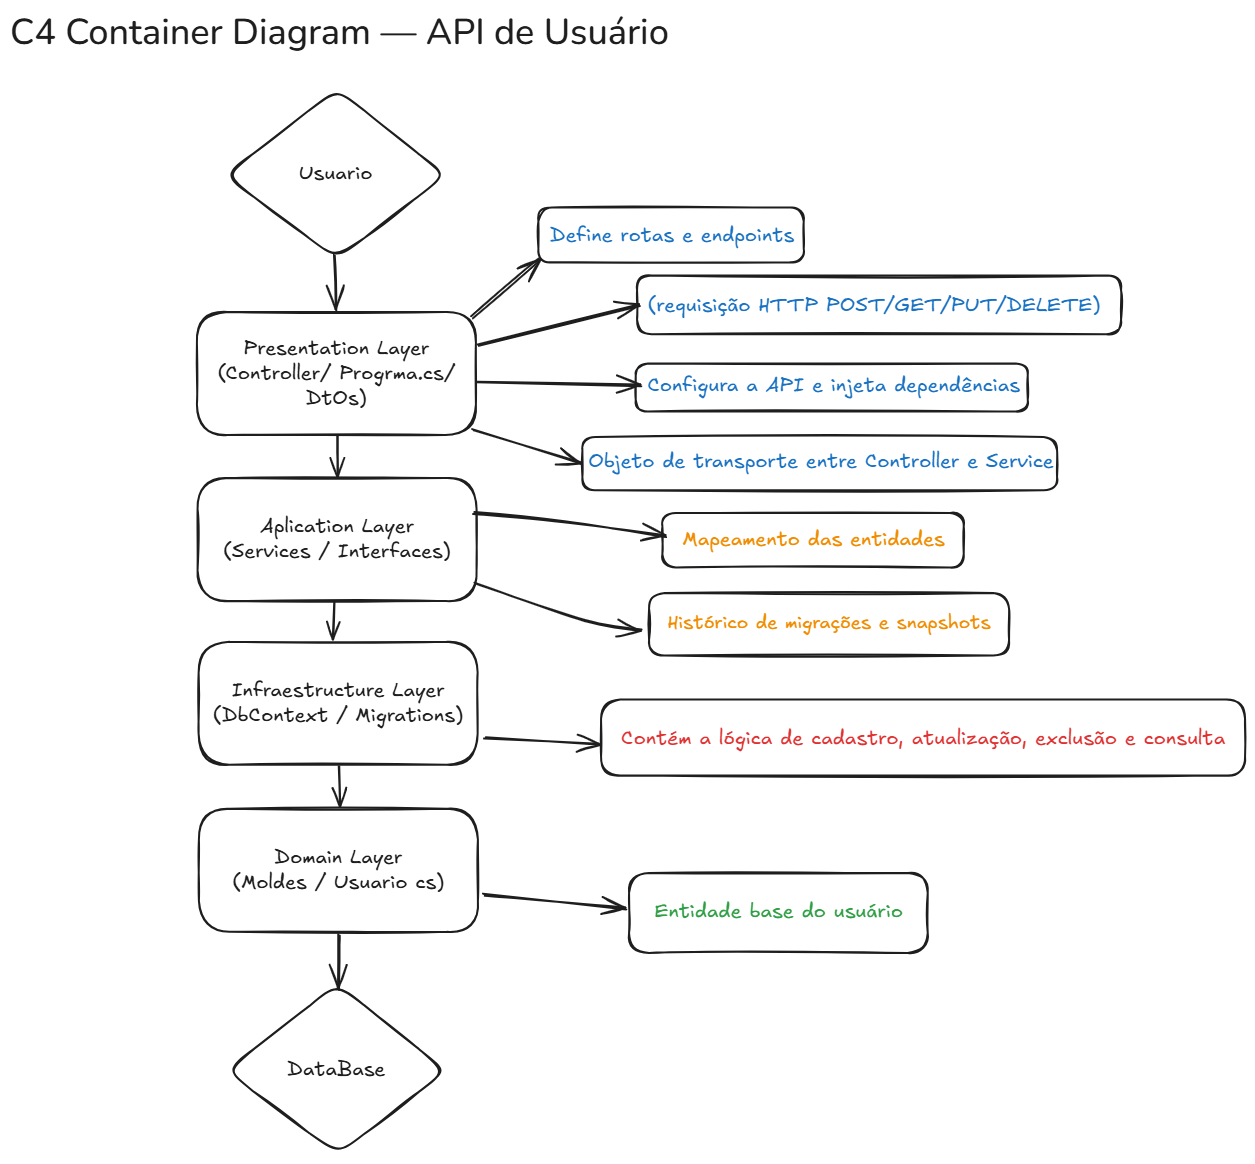 C4 Container Diagram — API de Usuário
Usuario
Define rotas e endpoints
(requisição HTTP POST/GET/PUT/DELETE)
Presentation Layer
(Controller/ Progrma.cs/
DtOs)
Configura a API e injeta dependências
Objeto de transporte entre Controller e Service
Aplication Layer
(Services / Interfaces)
Mapeamento das entidades
Histórico de migrações e snapshots
Infraestructure Layer
(DbContext / Migrations)
Contém a lógica de cadastro, atualização, exclusão e consulta
Domain Layer
(Moldes / Usuario cs)
Entidade base do usuário
DataBase